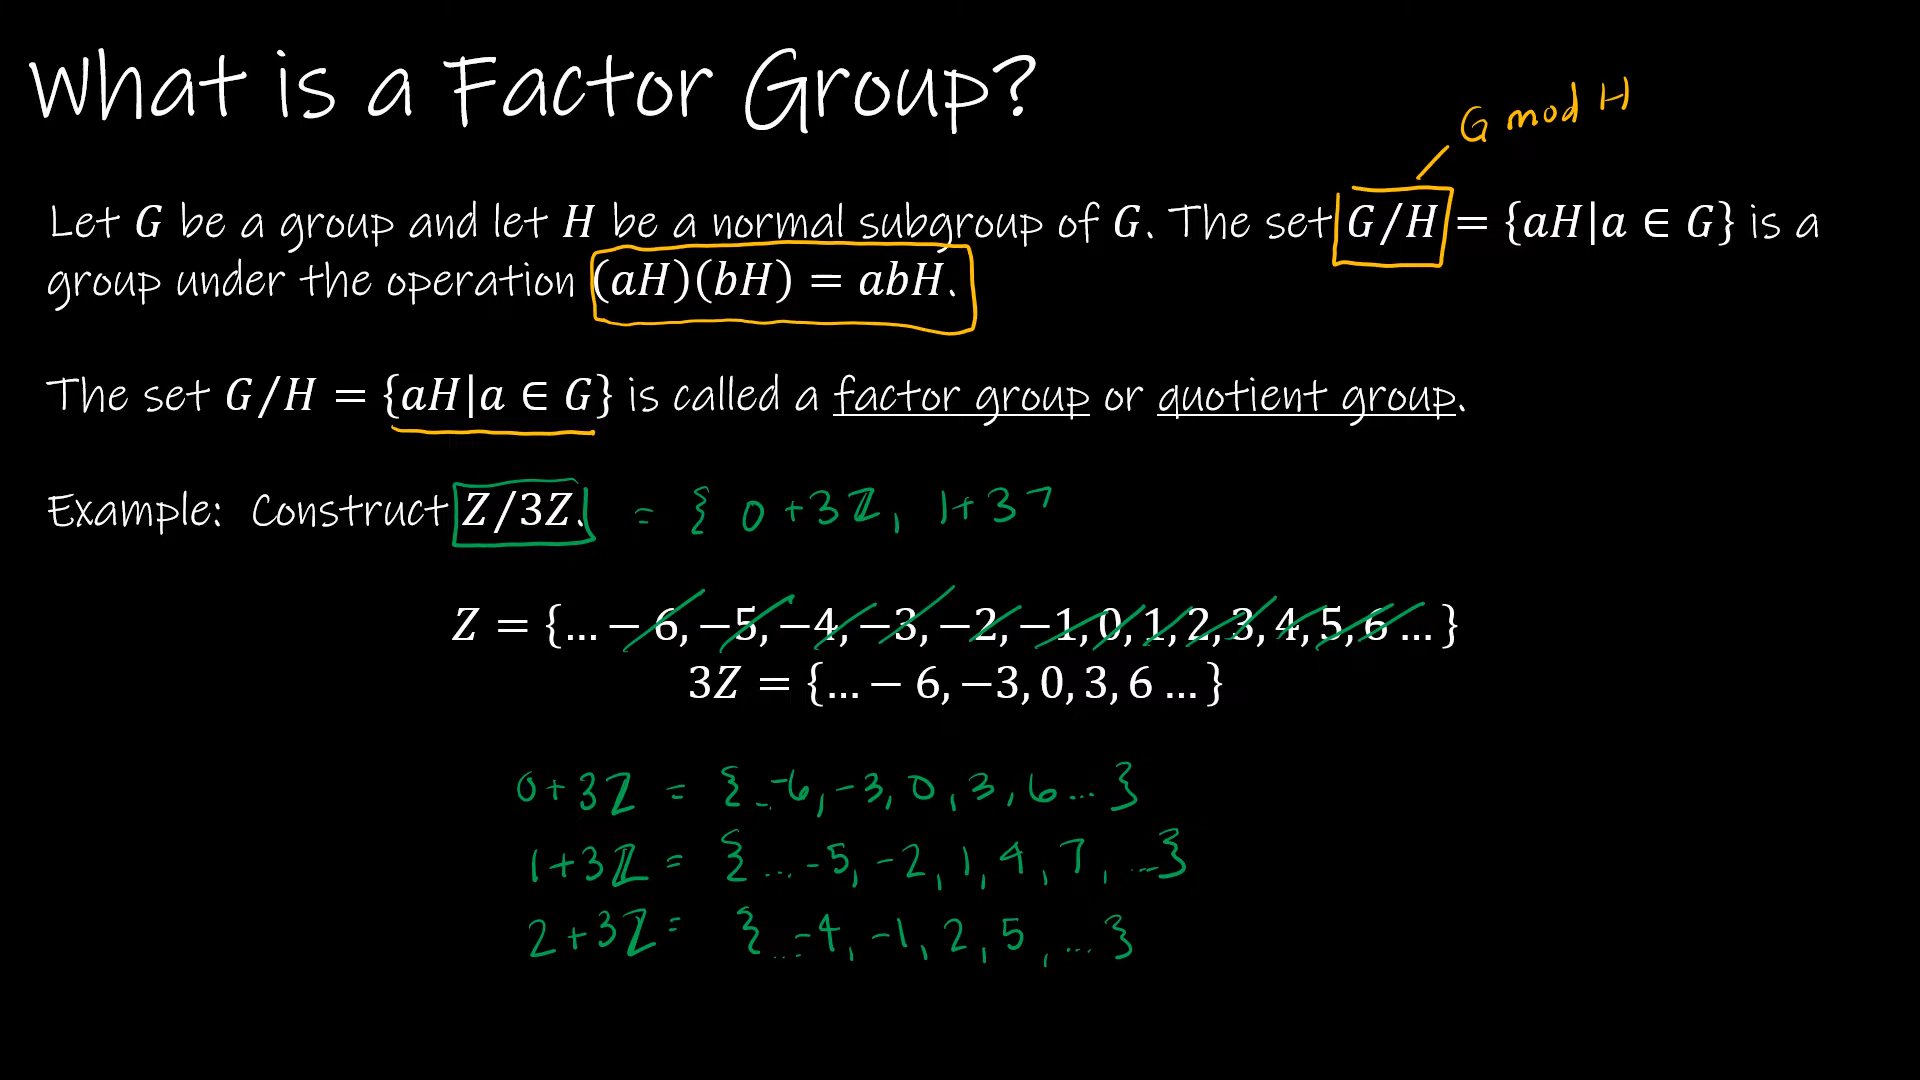 What is a Factor Group?
G mod H
Let G be a group and let H be a normal subgroup of G. The set G/H = {aH|a ∈ G} is a
group under the operation (aH)(bH) = abH.
The set G/H = {aH|a ∈ G} is called a factor group or quotient group.
Example: Construct Z/3Z. = { 0+3ℤ, 1+3
Z = {… − 6, −5, −4, −3, −2, −1, 0, 1, 2, 3, 4, 5, 6 … }
3Z = {… − 6, −3, 0, 3, 6 … }
0+3ℤ = {...-6, -3, 0, 3, 6...}
1+3ℤ = {...-5, -2, 1, 4, 7, ...}
2+3ℤ = {...-4, -1, 2, 5, ...}